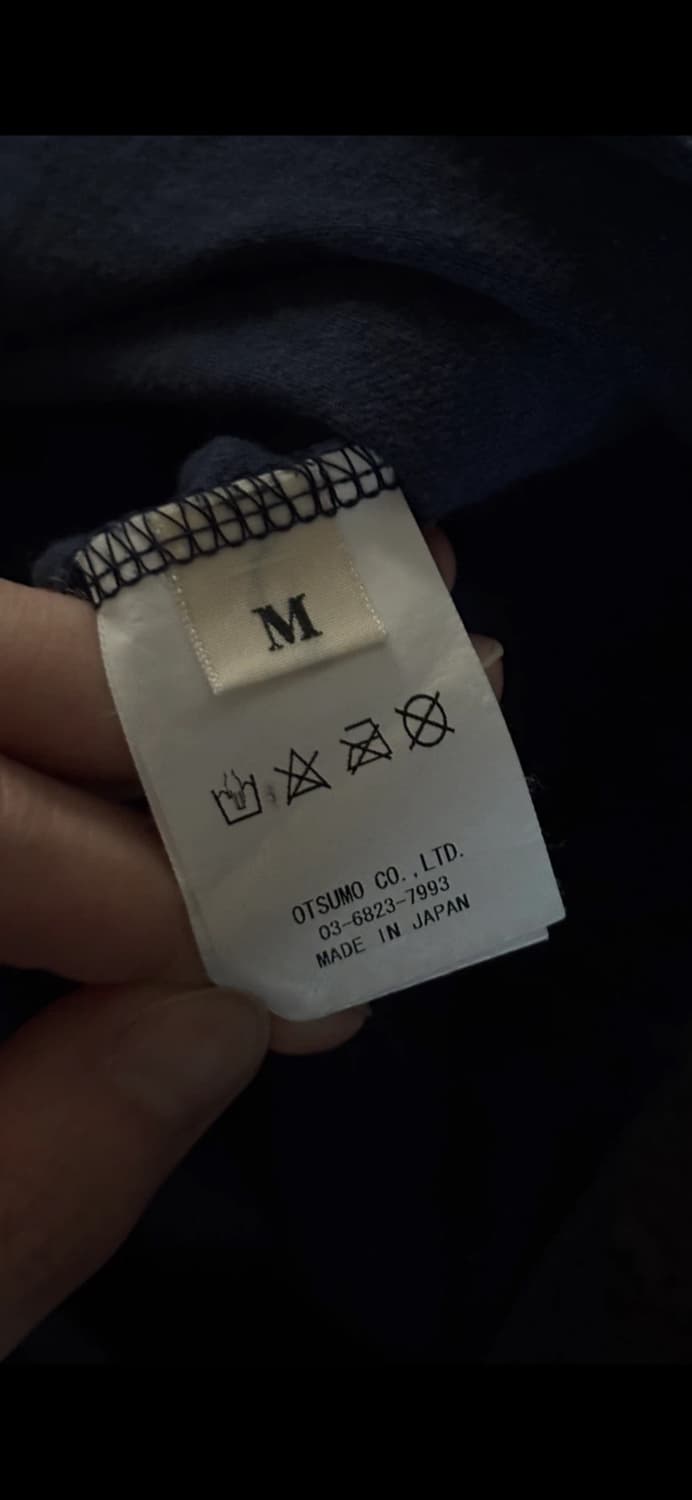 M
OTSUMO CO.,LTD.
03-6823-7993
MADE IN JAPAN